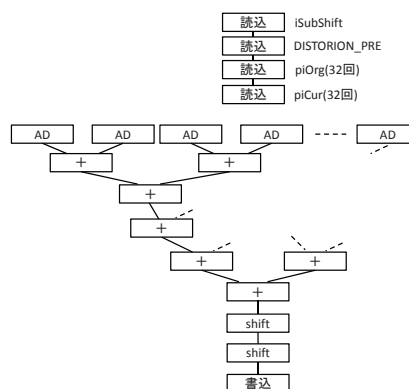 読込 iSubShift
読込 DISTORION_PRE
読込 piOrg(32回)
読込 piCur(32回)
AD AD AD AD AD
+ +
+
+
+ +
+
shift
shift
書込